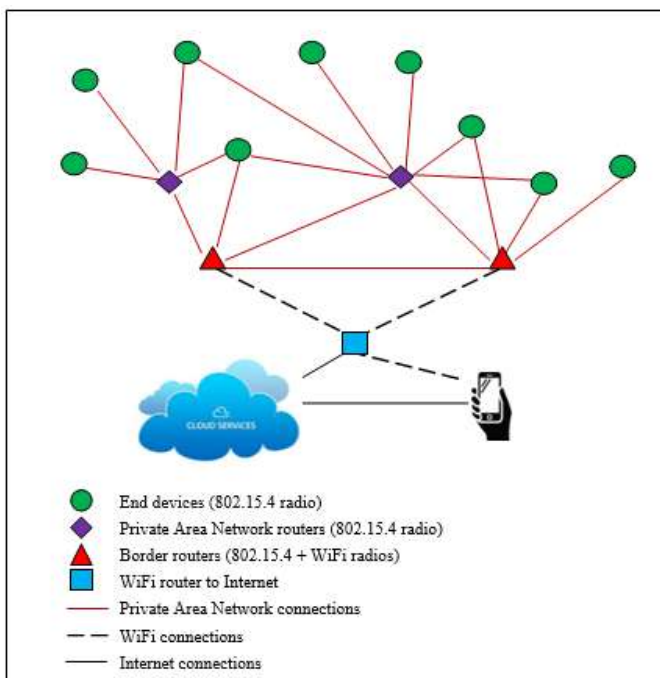 CLOUD SERVICES
End devices (802.15.4 radio)
Private Area Network routers (802.15.4 radio)
Border routers (802.15.4 + WiFi radios)
WiFi router to Internet
Private Area Network connections
WiFi connections
Internet connections